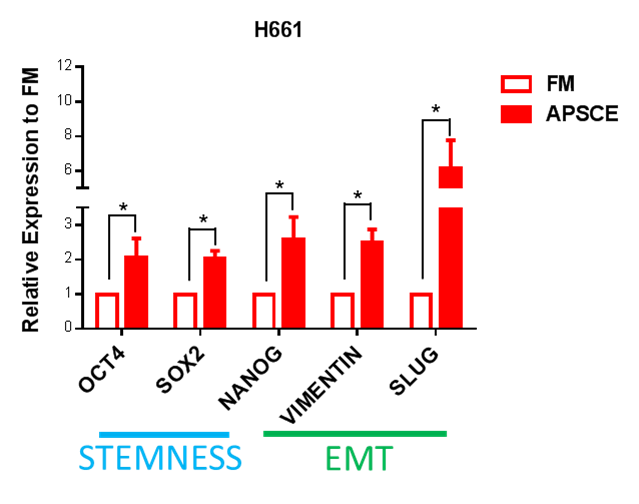 H661
Relative Expression to FM
12
10
8
6
3
2
1
0
*
*
*
*
*
FM
APSCE
OCT4
SOX2
NANOG
VIMENTIN
SLUG
STEMNESS
EMT